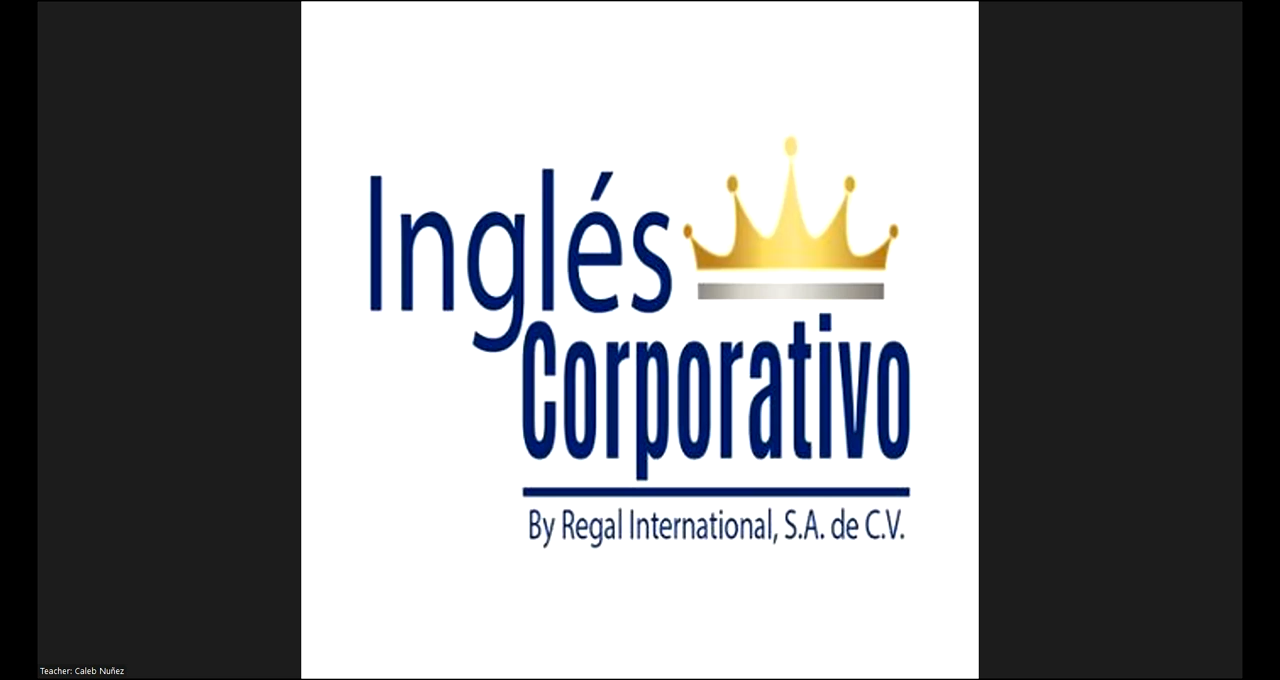 Inglés
Corporativo
By Regal International, S.A. de C.V.
Teacher: Caleb Nuñez